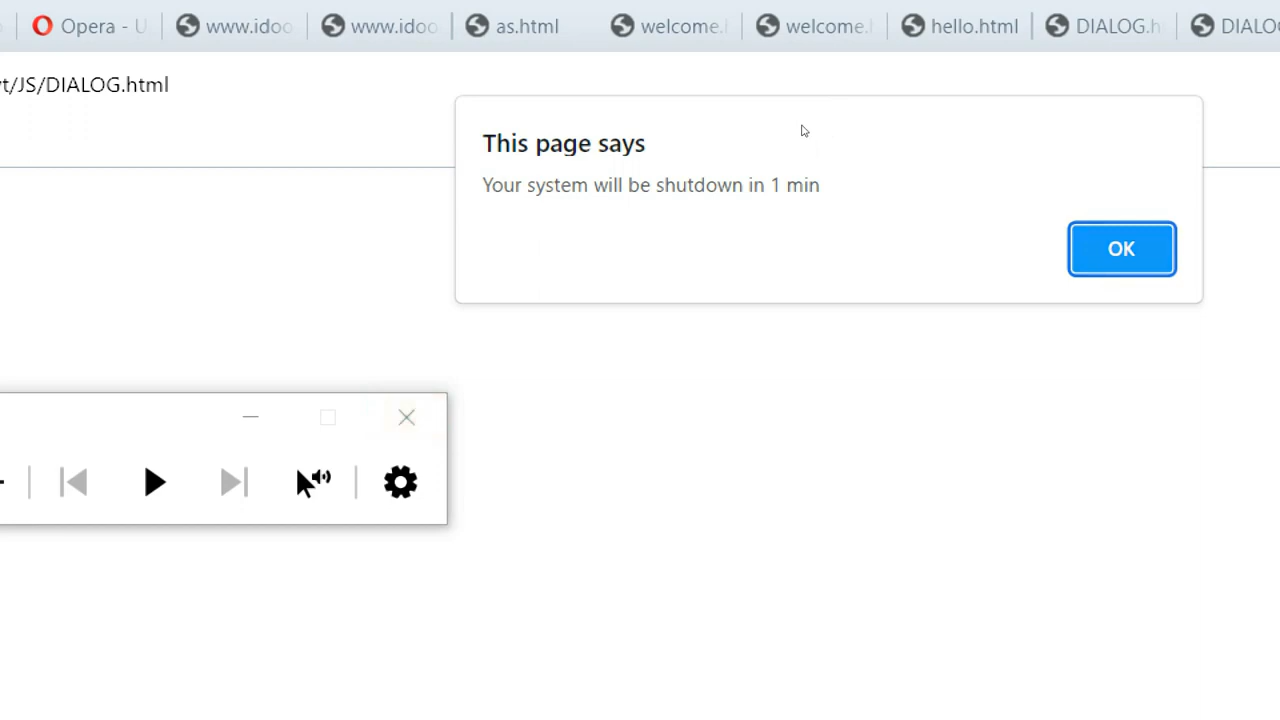 Opera - U www.idoo www.idoo as.html welcome. welcome. hello.html DIALOG.h DIALOG
t/JS/DIALOG.html
This page says
Your system will be shutdown in 1 min
OK